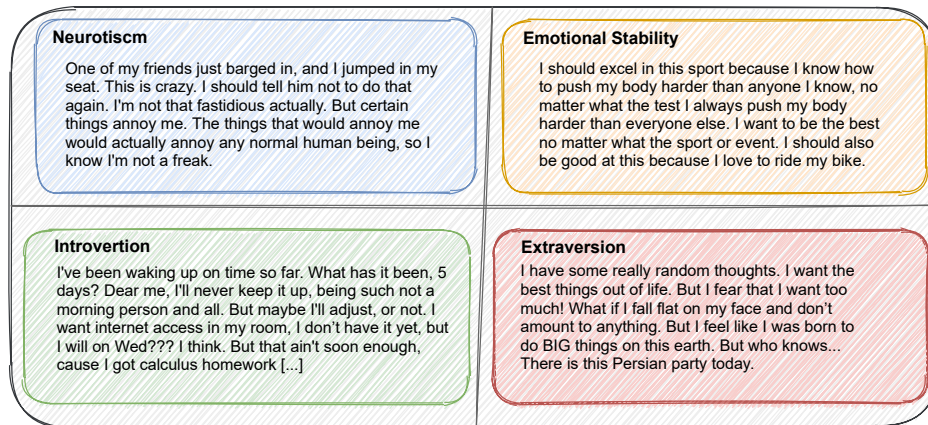 Neurotiscm
One of my friends just barged in, and I jumped in my
seat. This is crazy. I should tell him not to do that
again. I'm not that fastidious actually. But certain
things annoy me. The things that would annoy me
would actually annoy any normal human being, so I
know I'm not a freak.
Emotional Stability
I should excel in this sport because I know how
to push my body harder than anyone I know, no
matter what the test I always push my body
harder than everyone else. I want to be the best
no matter what the sport or event. I should also
be good at this because I love to ride my bike.
Introvertion
I've been waking up on time so far. What has it been, 5
days? Dear me, I'll never keep it up, being such not a
morning person and all. But maybe I'll adjust, or not. I
want internet access in my room, I don't have it yet, but
I will on Wed??? I think. But that ain't soon enough,
cause I got calculus homework [...]
Extraversion
I have some really random thoughts. I want the
best things out of life. But I fear that I want too
much! What if I fall flat on my face and don't
amount to anything. But I feel like I was born to
do BIG things on this earth. But who knows...
There is this Persian party today.